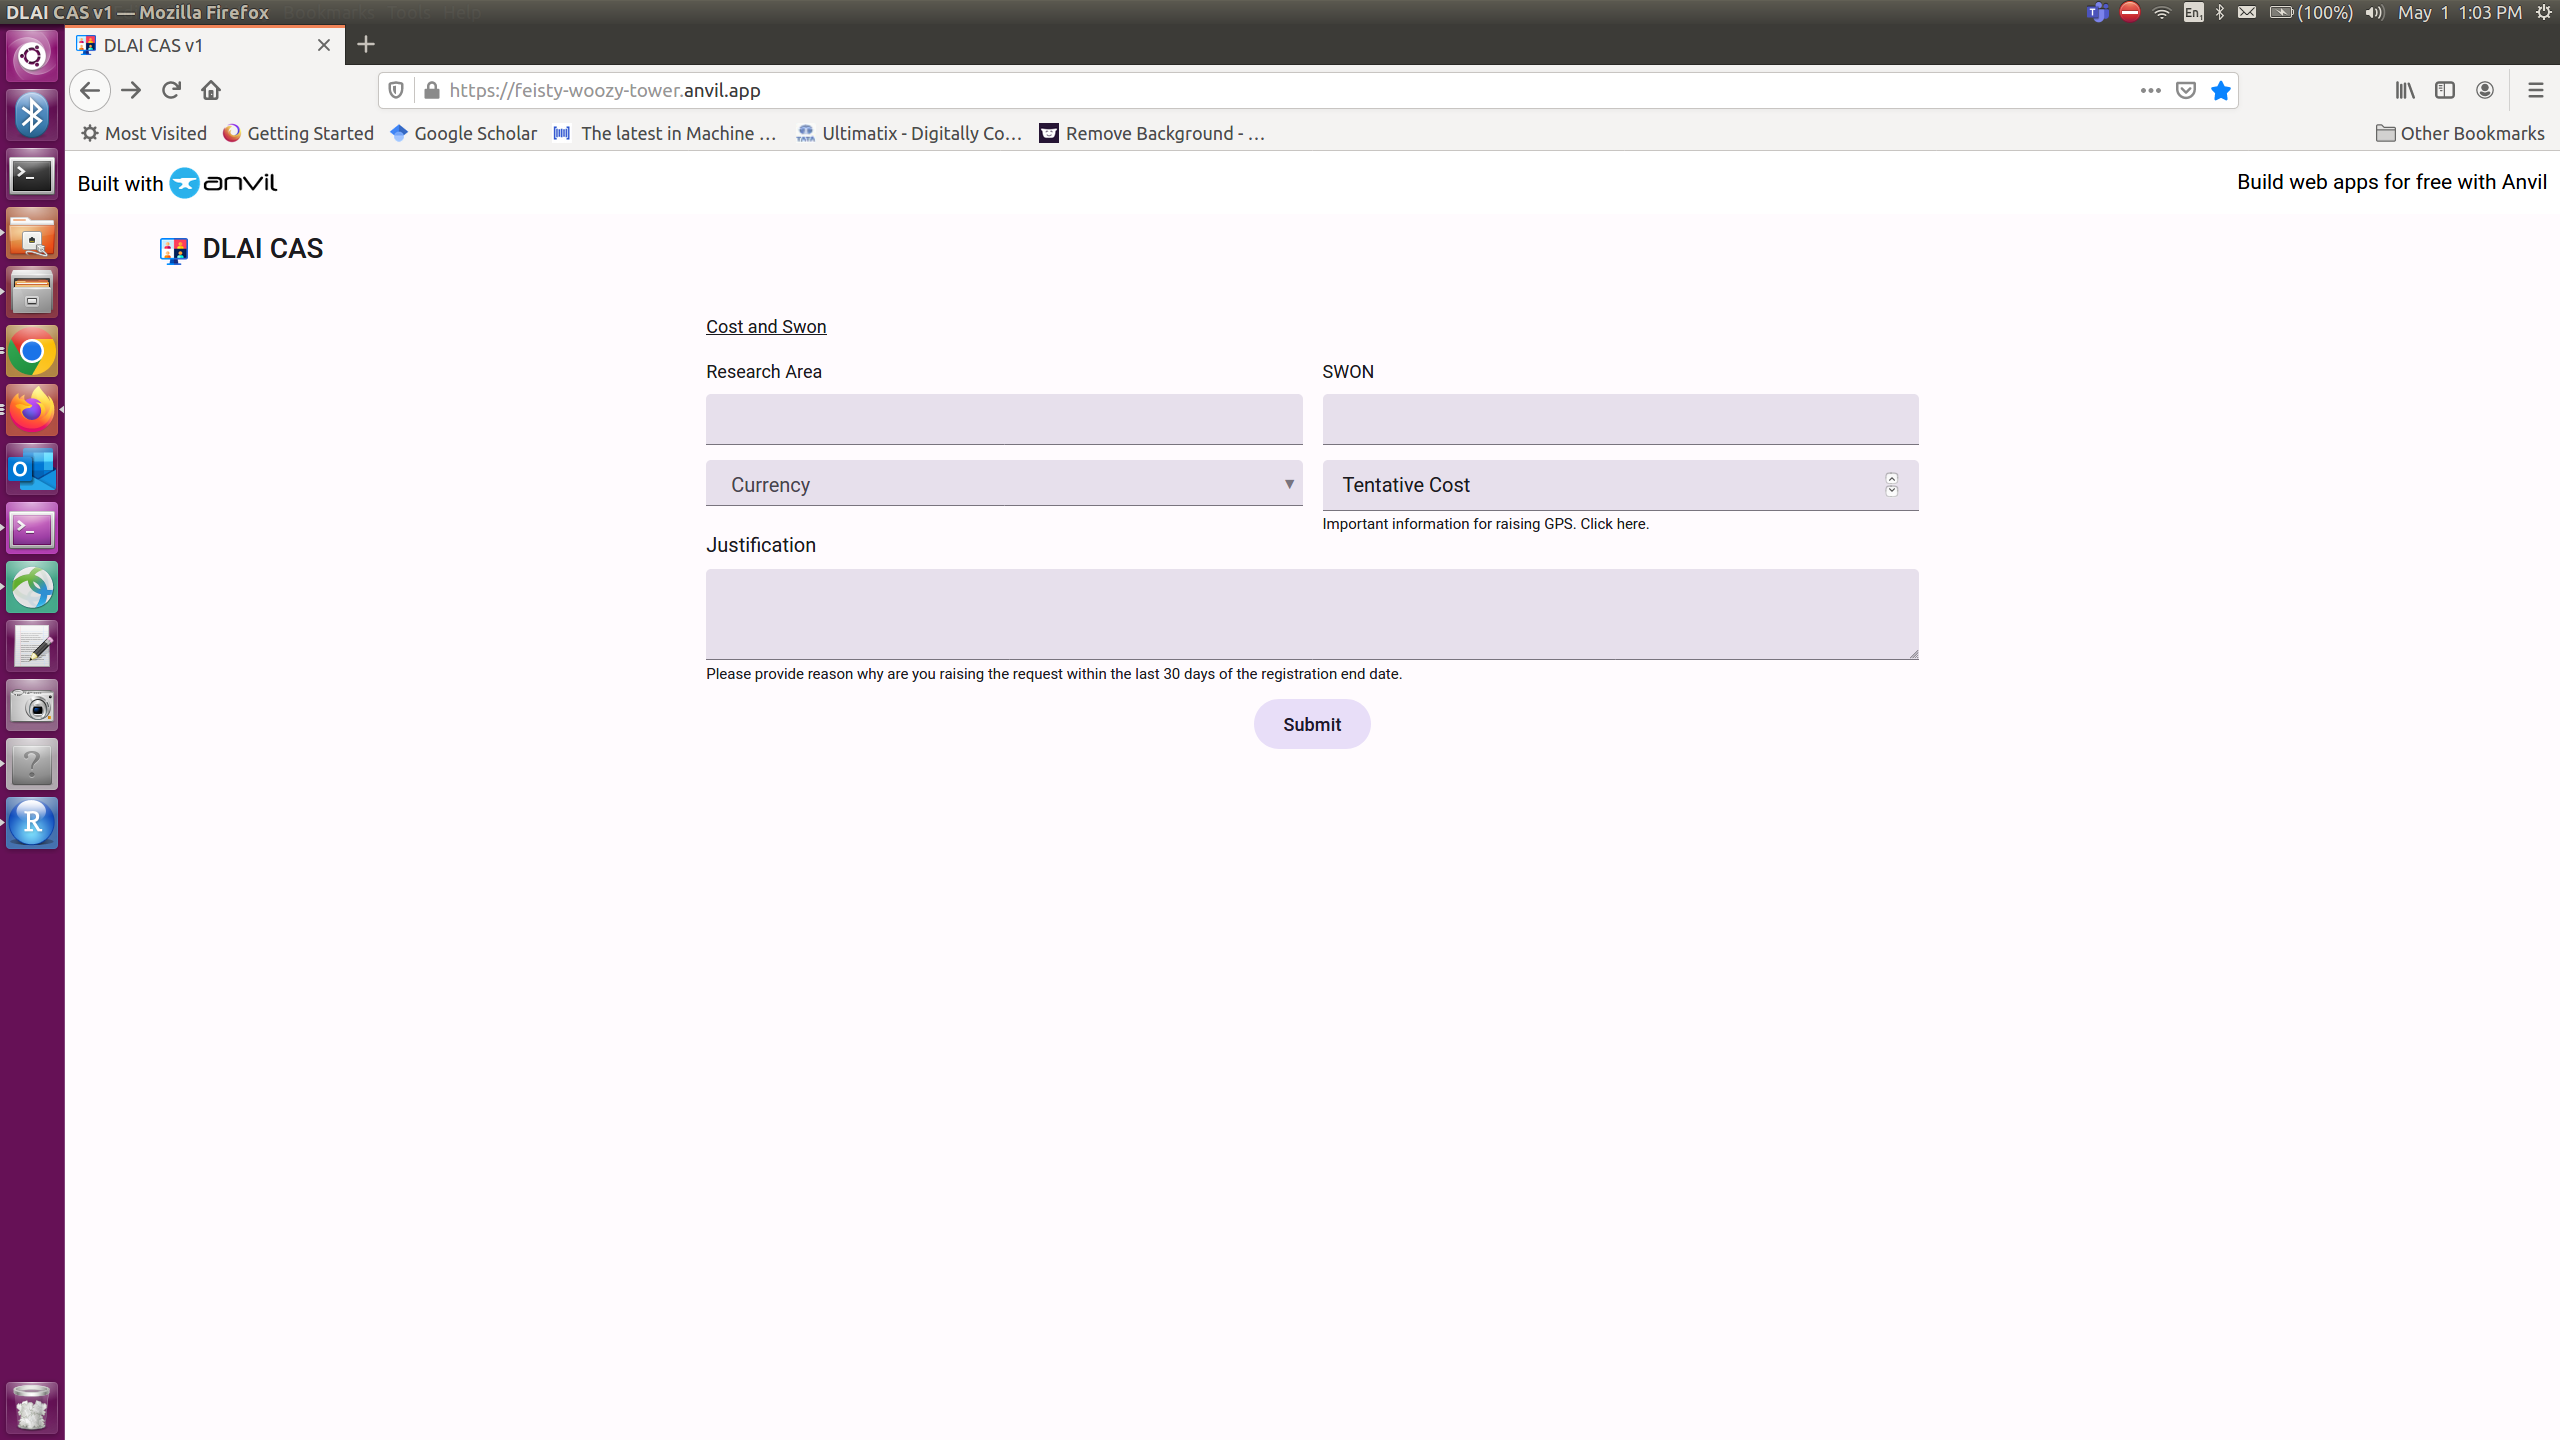 DLAI CAS v1 — Mozilla Firefox Bookmarks Tools Help
En1 (100%) May 1 1:03 PM
DLAI CAS v1
https://feisty-woozy-tower.anvil.app
Most Visited Getting Started Google Scholar The latest in Machine … Ultimatix - Digitally Co… Remove Background - … Other Bookmarks
Built with anvil
Build web apps for free with Anvil
DLAI CAS
Cost and Swon
Research Area
SWON
Currency
Tentative Cost
Important information for raising GPS. Click here.
Justification
Please provide reason why are you raising the request within the last 30 days of the registration end date.
Submit